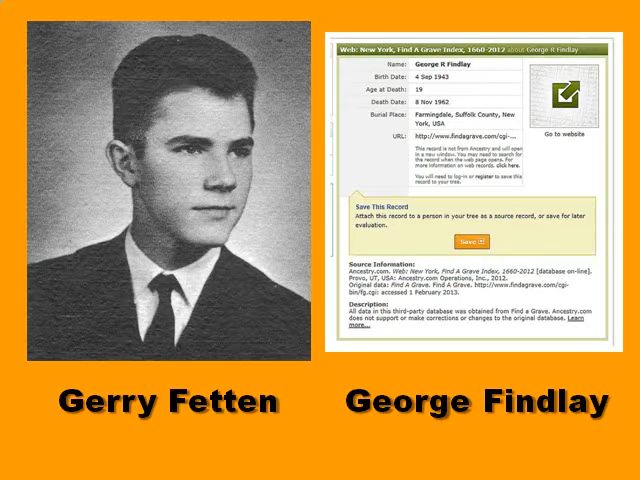 Web: New York, Find A Grave Index, 1660-2012 about George R Findlay
Name: George R Findlay
Birth Date: 4 Sep 1943
Age at Death: 19
Death Date: 8 Nov 1962
Burial Place: Farmingdale, Suffolk County, New
York, USA
URL: http://www.findagrave.com/cgi-...
This record is not from Ancestry and will open
in a new window. You may need to search for
the record when the web page opens. For
more information on web records, click here.
You will need to log-in or register to save this
record to your tree.
Go to website
Save This Record
Attach this record to a person in your tree as a source record, or save for later
evaluation.
Save
Source Information:
Ancestry.com. Web: New York, Find A Grave Index, 1660-2012 [database on-line].
Provo, UT, USA: Ancestry.com Operations, Inc., 2012.
Original data: Find A Grave. Find A Grave. http://www.findagrave.com/cgi-
bin/fg.cgi: accessed 1 February 2013.
Description:
All data in this third-party database was obtained from Find a Grave. Ancestry.com
does not support or make corrections or changes to the original database. Learn
more...
Gerry Fetten
George Findlay